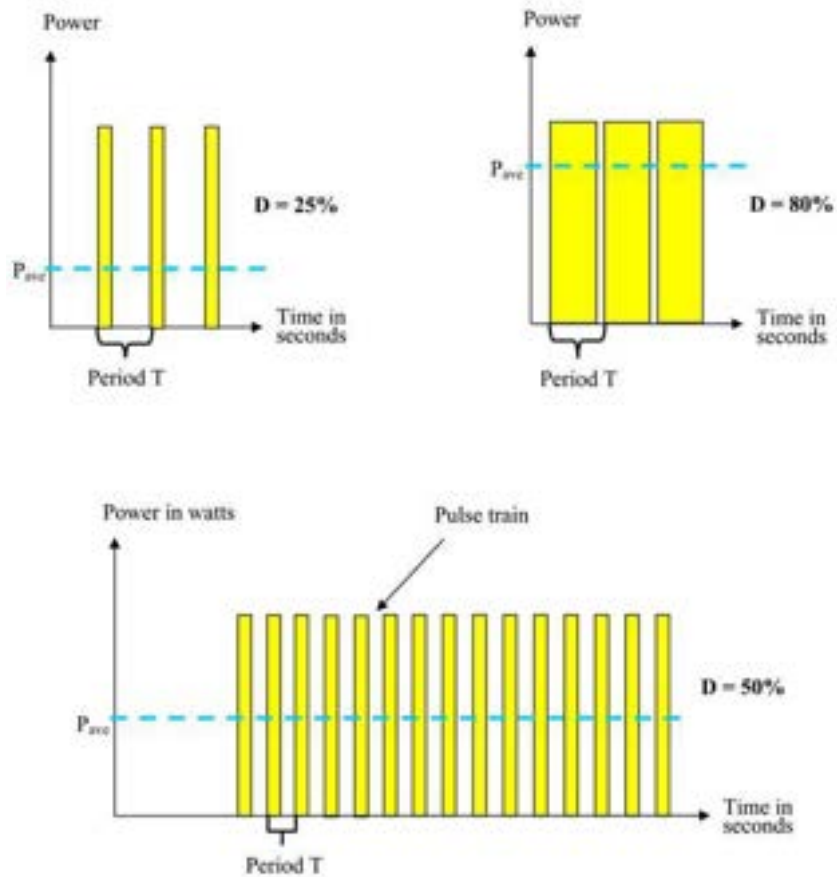 Power
D = 25%
Pave
Time in
seconds
Period T
Power
Pave
D = 80%
Time in
seconds
Period T
Power in watts
Pulse train
D = 50%
Pave
Time in
seconds
Period T